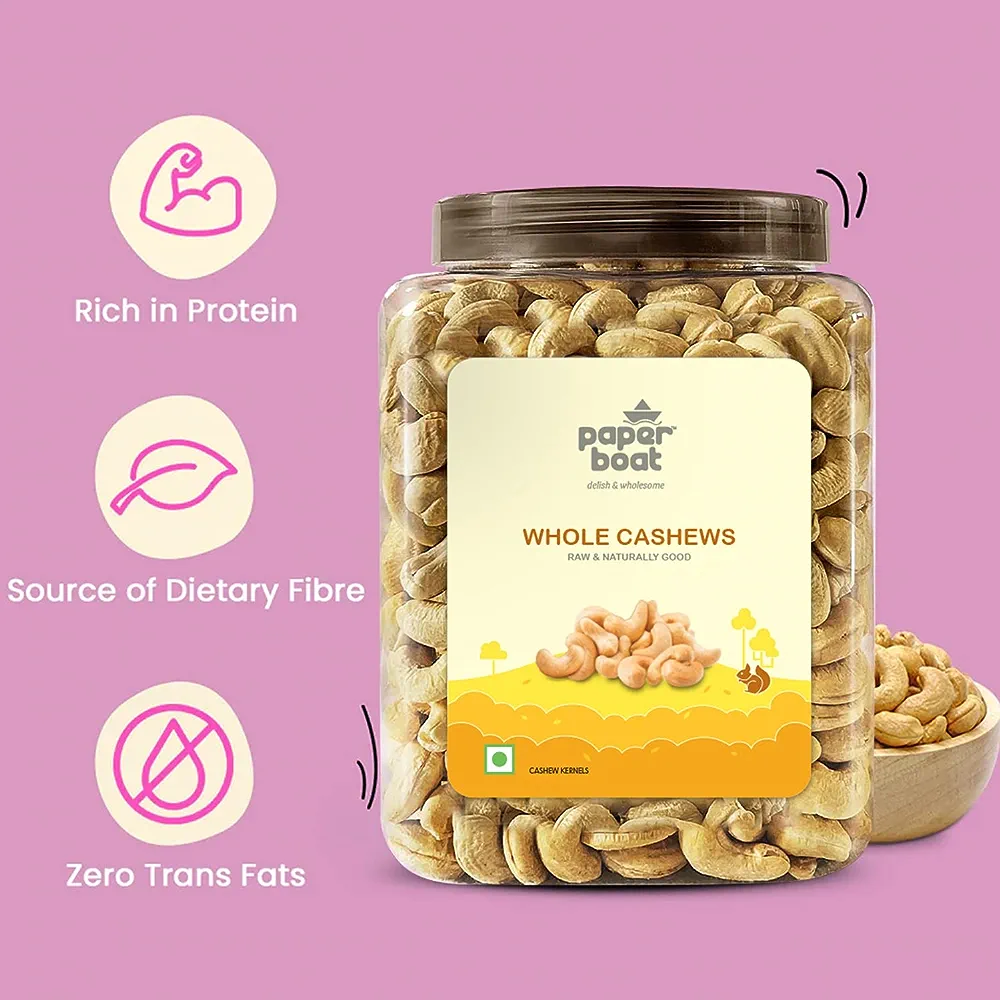 Rich in Protein
Source of Dietary Fibre
Zero Trans Fats
paper™
boat
delish & wholesome
WHOLE CASHEWS
RAW & NATURALLY GOOD
CASHEW KERNELS